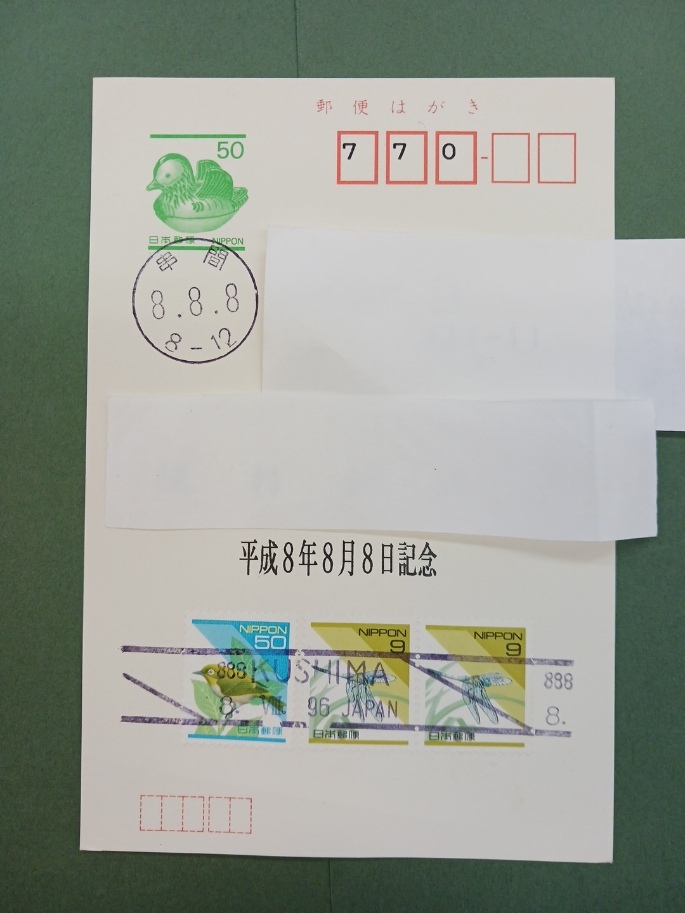 郵便はがき
50
770-
日本郵便 NIPPON
串間
8.8.8
8-12
平成8年8月8日記念
NIPPON
50
NIPPON
9
NIPPON
9
888 KUSHIMA
888
8. VIII. 96 JAPAN
8.
日本郵便
日本郵便
日本郵便